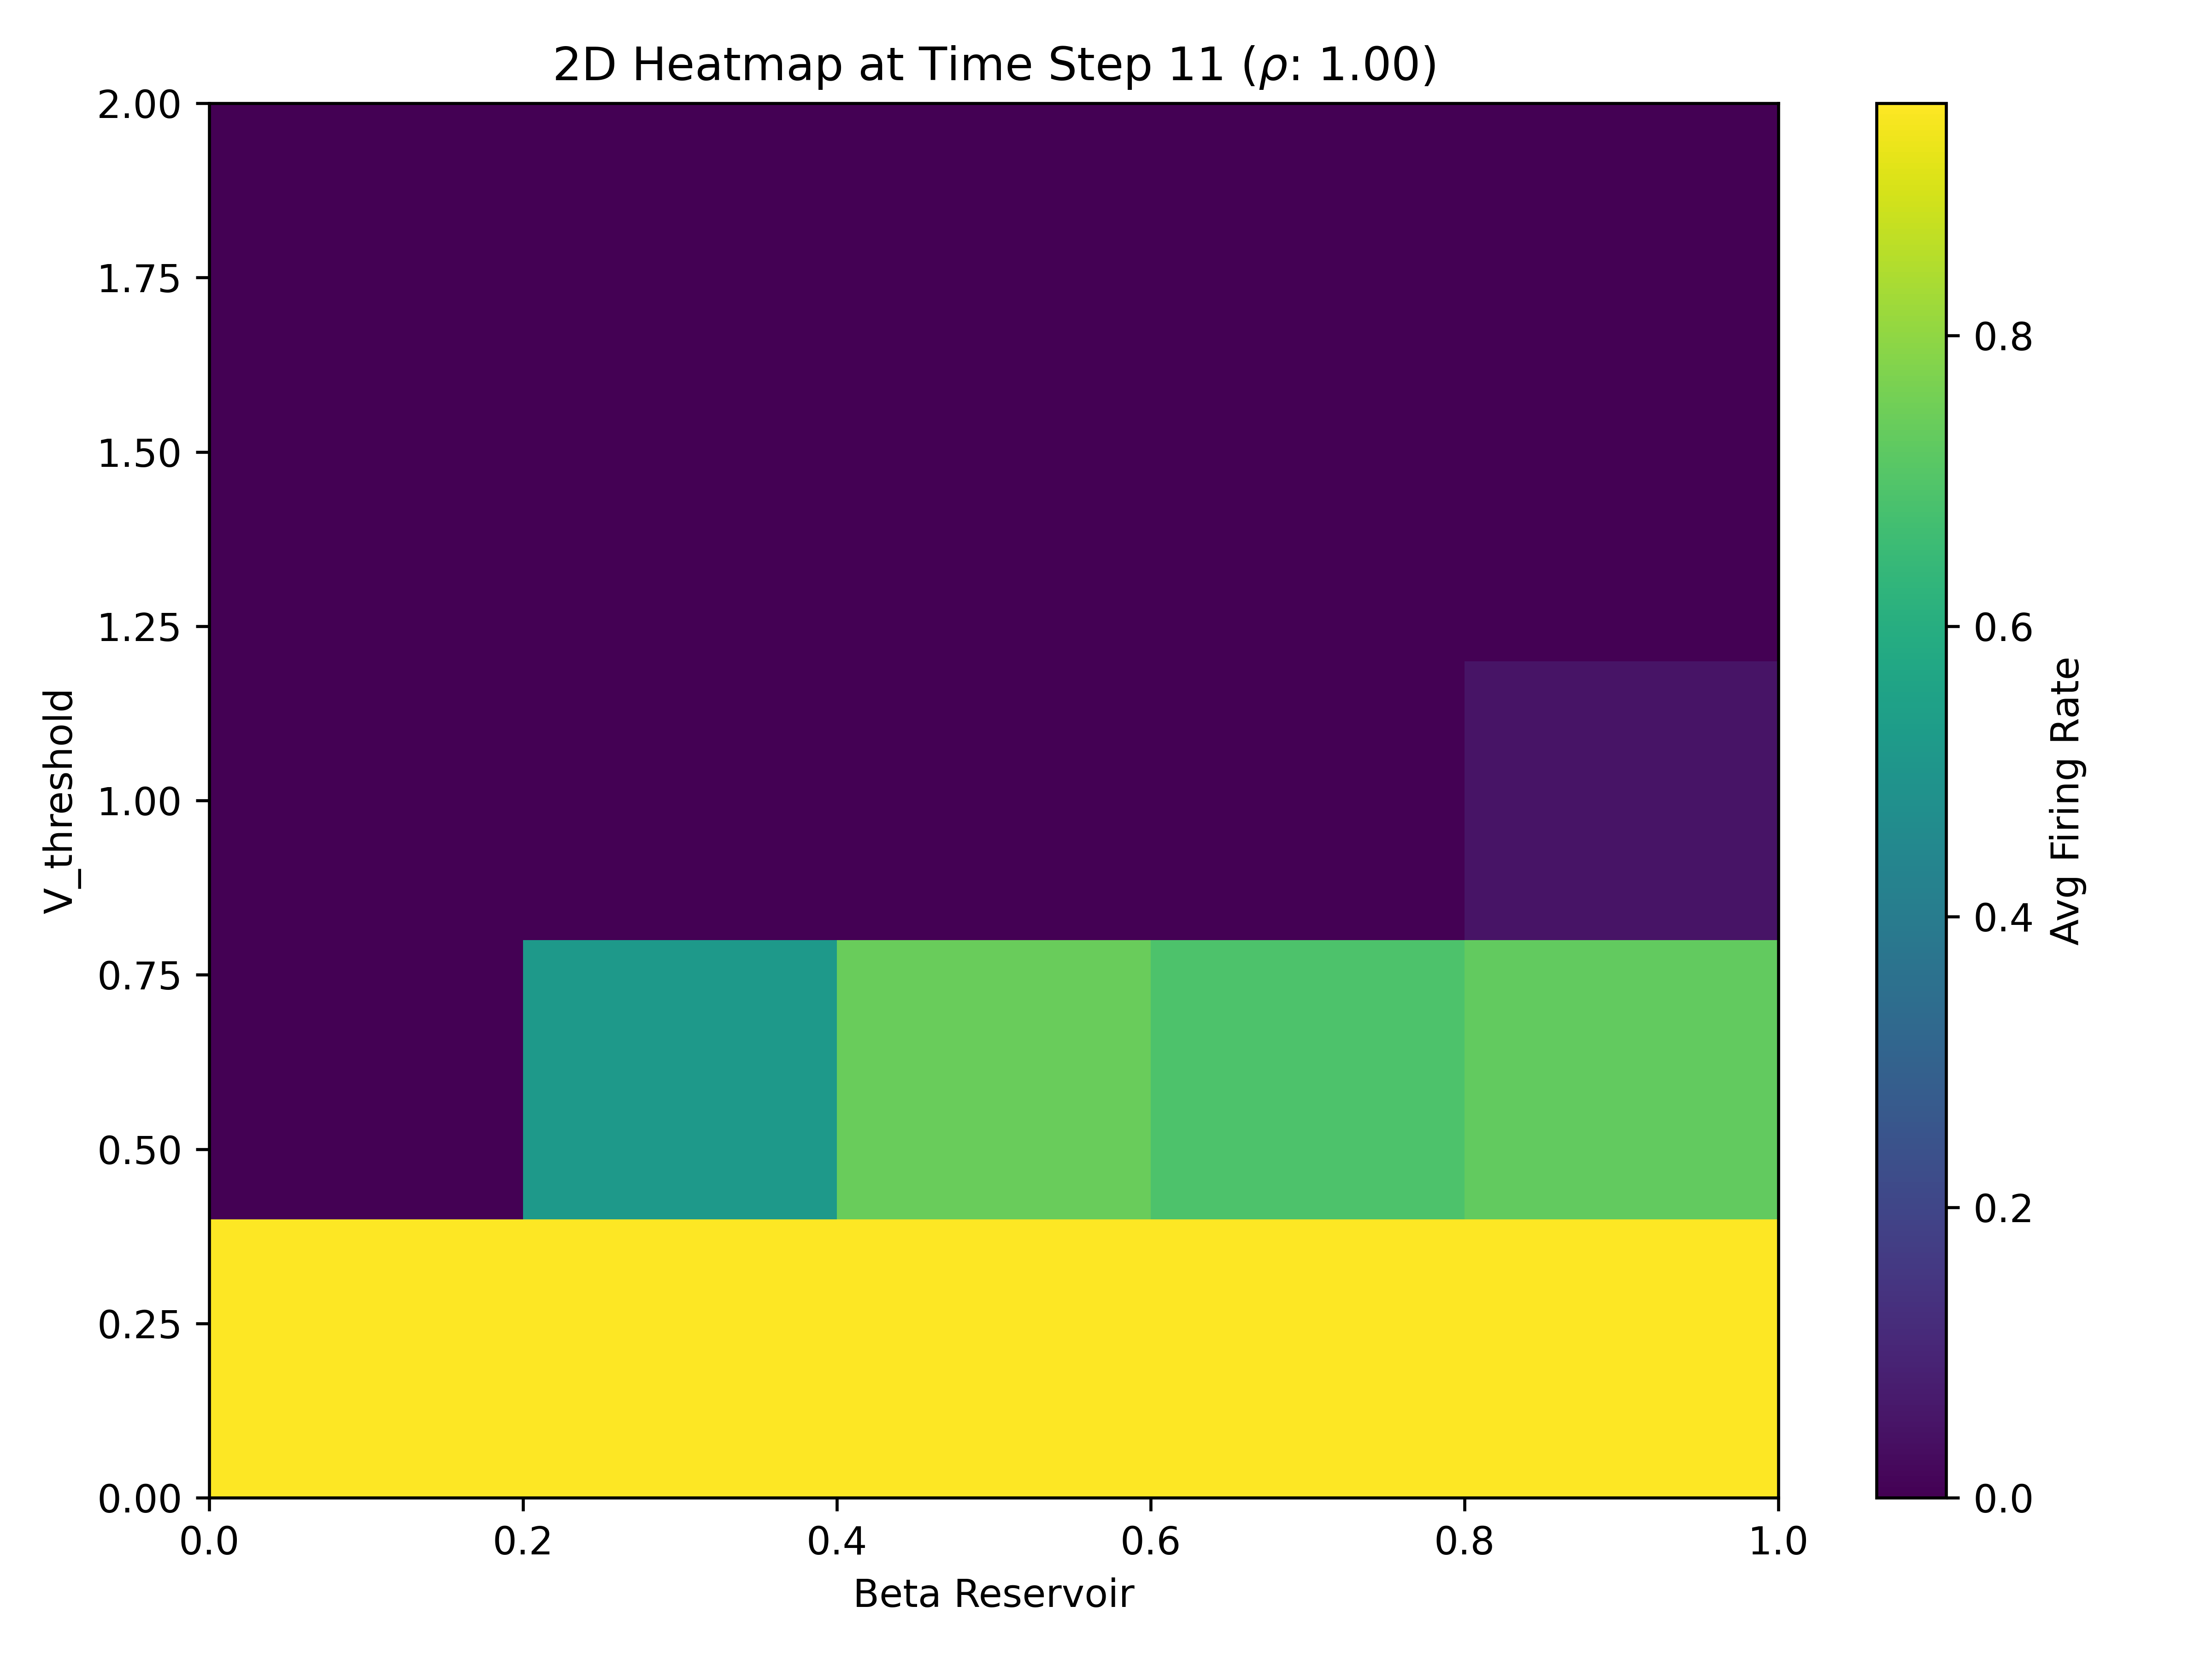 2D Heatmap at Time Step 11 (ρ: 1.00)
2.00
1.75
1.50
1.25
1.00
0.75
0.50
0.25
0.00
V_threshold
0.0 0.2 0.4 0.6 0.8 1.0
Beta Reservoir
0.8
0.6
0.4
0.2
0.0
Avg Firing Rate